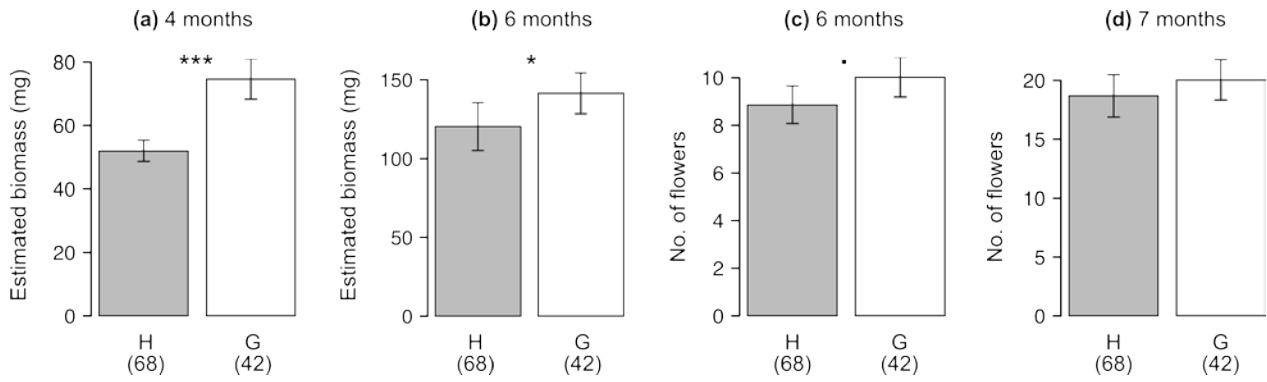 (a) 4 months
Estimated biomass (mg)
80
60
40
20
0
***
H
(68)
G
(42)
(b) 6 months
Estimated biomass (mg)
150
100
50
0
*
H
(68)
G
(42)
(c) 6 months
No. of flowers
10
8
6
4
2
0
.
H
(68)
G
(42)
(d) 7 months
No. of flowers
20
15
10
5
0
H
(68)
G
(42)